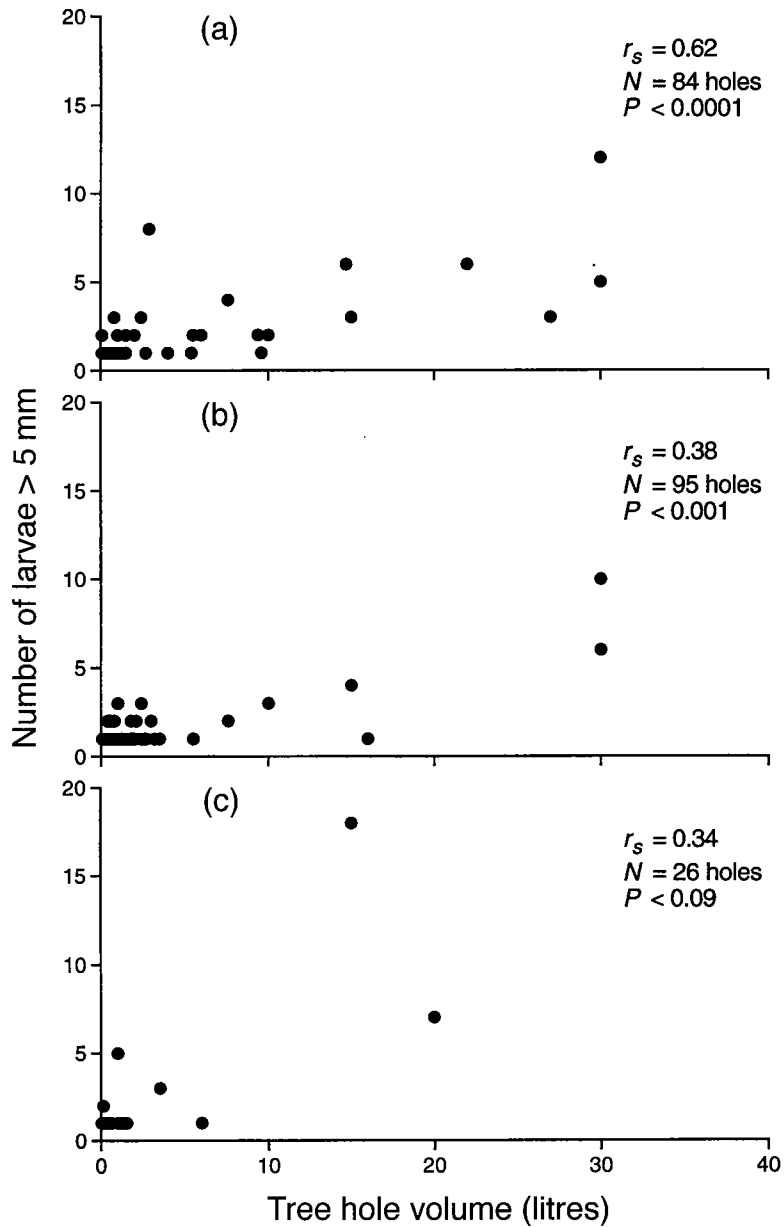 (a)
r_s = 0.62
N = 84 holes
P < 0.0001
20
15
10
5
0
(b)
r_s = 0.38
N = 95 holes
P < 0.001
20
15
10
5
0
(c)
r_s = 0.34
N = 26 holes
P < 0.09
20
15
10
5
0
Number of larvae > 5 mm
0 10 20 30 40
Tree hole volume (litres)